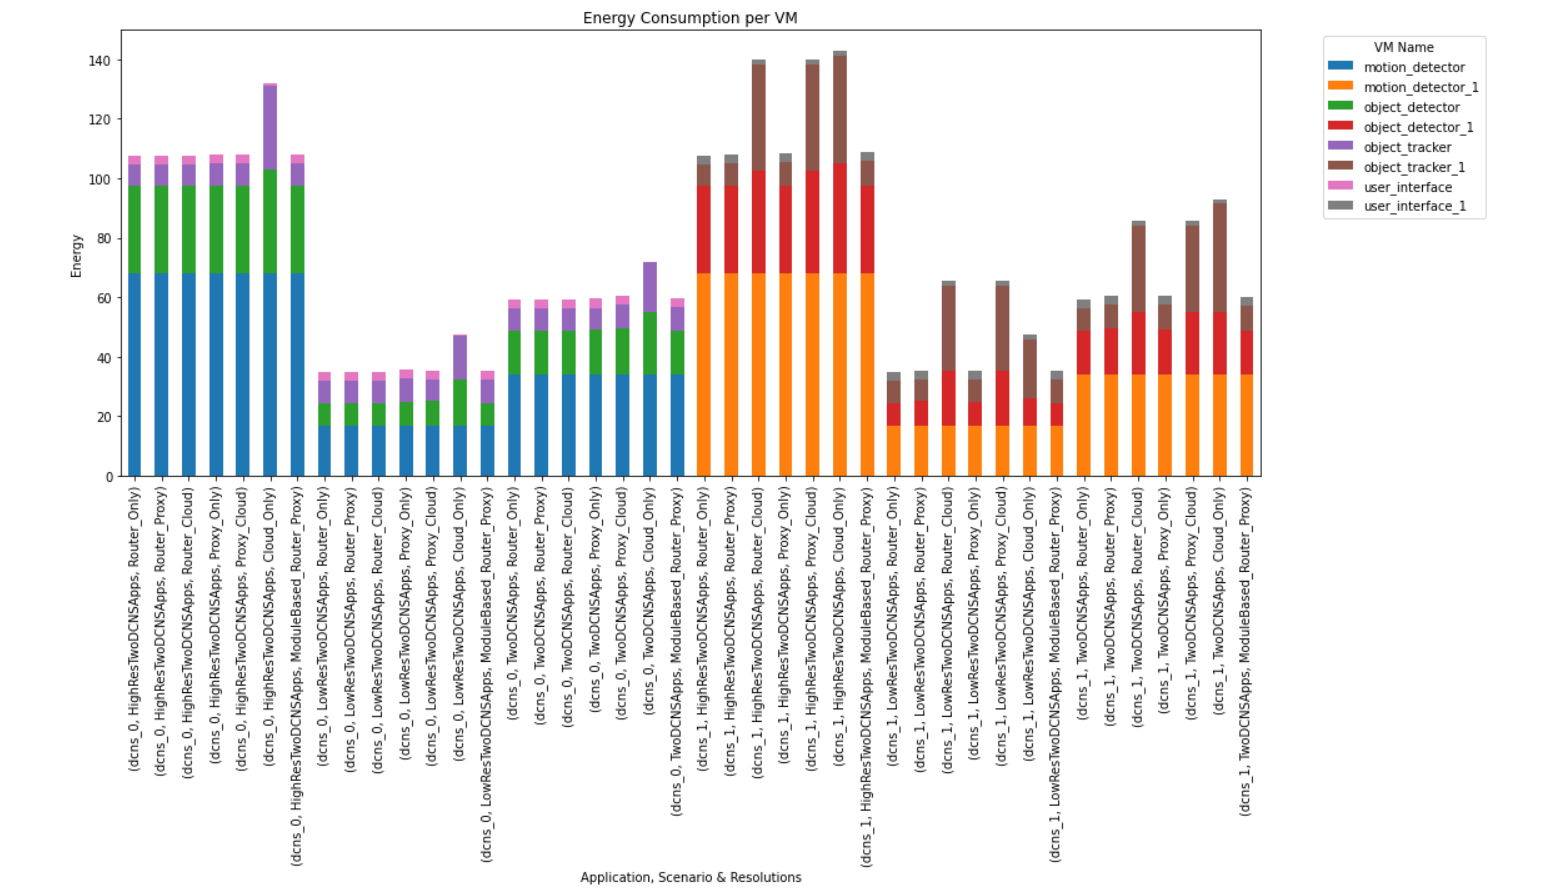 Energy Consumption per VM
VM Name
motion_detector
motion_detector_1
object_detector
object_detector_1
object_tracker
object_tracker_1
user_interface
user_interface_1
Energy
140
120
100
80
60
40
20
0
(dcns_0, HighResTwoDCNSApps, Router_Only)
(dcns_0, HighResTwoDCNSApps, Router_Proxy)
(dcns_0, HighResTwoDCNSApps, Router_Cloud)
(dcns_0, HighResTwoDCNSApps, Proxy_Only)
(dcns_0, HighResTwoDCNSApps, Proxy_Cloud)
(dcns_0, HighResTwoDCNSApps, Cloud_Only)
(dcns_0, HighResTwoDCNSApps, ModuleBased_Router_Proxy)
(dcns_0, LowResTwoDCNSApps, Router_Only)
(dcns_0, LowResTwoDCNSApps, Router_Proxy)
(dcns_0, LowResTwoDCNSApps, Router_Cloud)
(dcns_0, LowResTwoDCNSApps, Proxy_Only)
(dcns_0, LowResTwoDCNSApps, Proxy_Cloud)
(dcns_0, LowResTwoDCNSApps, Cloud_Only)
(dcns_0, LowResTwoDCNSApps, ModuleBased_Router_Proxy)
(dcns_0, TwoDCNSApps, Router_Only)
(dcns_0, TwoDCNSApps, Router_Proxy)
(dcns_0, TwoDCNSApps, Router_Cloud)
(dcns_0, TwoDCNSApps, Proxy_Only)
(dcns_0, TwoDCNSApps, Proxy_Cloud)
(dcns_0, TwoDCNSApps, Cloud_Only)
(dcns_0, TwoDCNSApps, ModuleBased_Router_Proxy)
(dcns_1, HighResTwoDCNSApps, Router_Only)
(dcns_1, HighResTwoDCNSApps, Router_Proxy)
(dcns_1, HighResTwoDCNSApps, Router_Cloud)
(dcns_1, HighResTwoDCNSApps, Proxy_Only)
(dcns_1, HighResTwoDCNSApps, Proxy_Cloud)
(dcns_1, HighResTwoDCNSApps, Cloud_Only)
(dcns_1, HighResTwoDCNSApps, ModuleBased_Router_Proxy)
(dcns_1, LowResTwoDCNSApps, Router_Only)
(dcns_1, LowResTwoDCNSApps, Router_Proxy)
(dcns_1, LowResTwoDCNSApps, Router_Cloud)
(dcns_1, LowResTwoDCNSApps, Proxy_Only)
(dcns_1, LowResTwoDCNSApps, Proxy_Cloud)
(dcns_1, LowResTwoDCNSApps, Cloud_Only)
(dcns_1, LowResTwoDCNSApps, ModuleBased_Router_Proxy)
(dcns_1, TwoDCNSApps, Router_Only)
(dcns_1, TwoDCNSApps, Router_Proxy)
(dcns_1, TwoDCNSApps, Router_Cloud)
(dcns_1, TwoDCNSApps, Proxy_Only)
(dcns_1, TwoDCNSApps, Proxy_Cloud)
(dcns_1, TwoDCNSApps, Cloud_Only)
(dcns_1, TwoDCNSApps, ModuleBased_Router_Proxy)
Application, Scenario & Resolutions